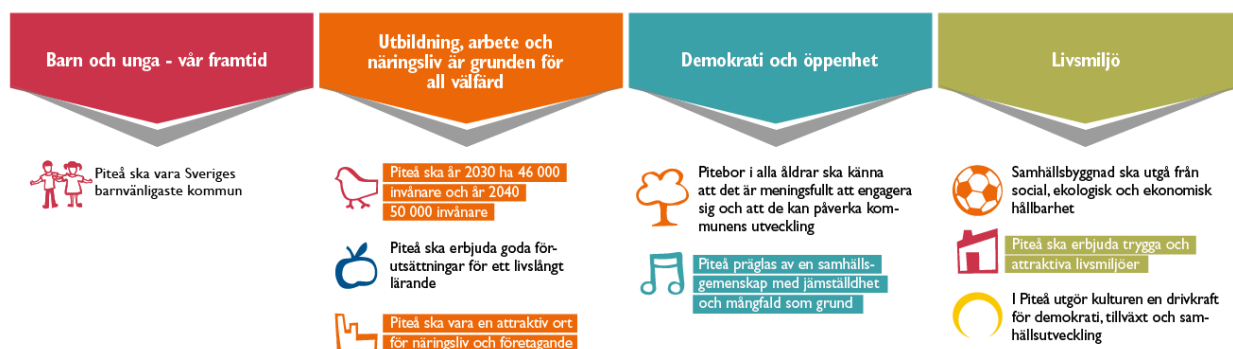 Barn och unga - vår framtid
Piteå ska vara Sveriges
barnvänligaste kommun
Utbildning, arbete och
näringsliv är grunden för
all välfärd
Piteå ska år 2030 ha 46 000
invånare och år 2040
50 000 invånare
Piteå ska erbjuda goda för-
utsättningar för ett livslångt
lärande
Piteå ska vara en attraktiv ort
för näringsliv och företagande
Demokrati och öppenhet
Pitebor i alla åldrar ska känna
att det är meningsfullt att engagera
sig och att de kan påverka kom-
munens utveckling
Piteå präglas av en samhälls-
gemenskap med jämställdhet
och mångfald som grund
Livsmiljö
Samhällsbyggnad ska utgå från
social, ekologisk och ekonomisk
hållbarhet
Piteå ska erbjuda trygga och
attraktiva livsmiljöer
I Piteå utgör kulturen en drivkraft
för demokrati, tillväxt och sam-
hällsutveckling